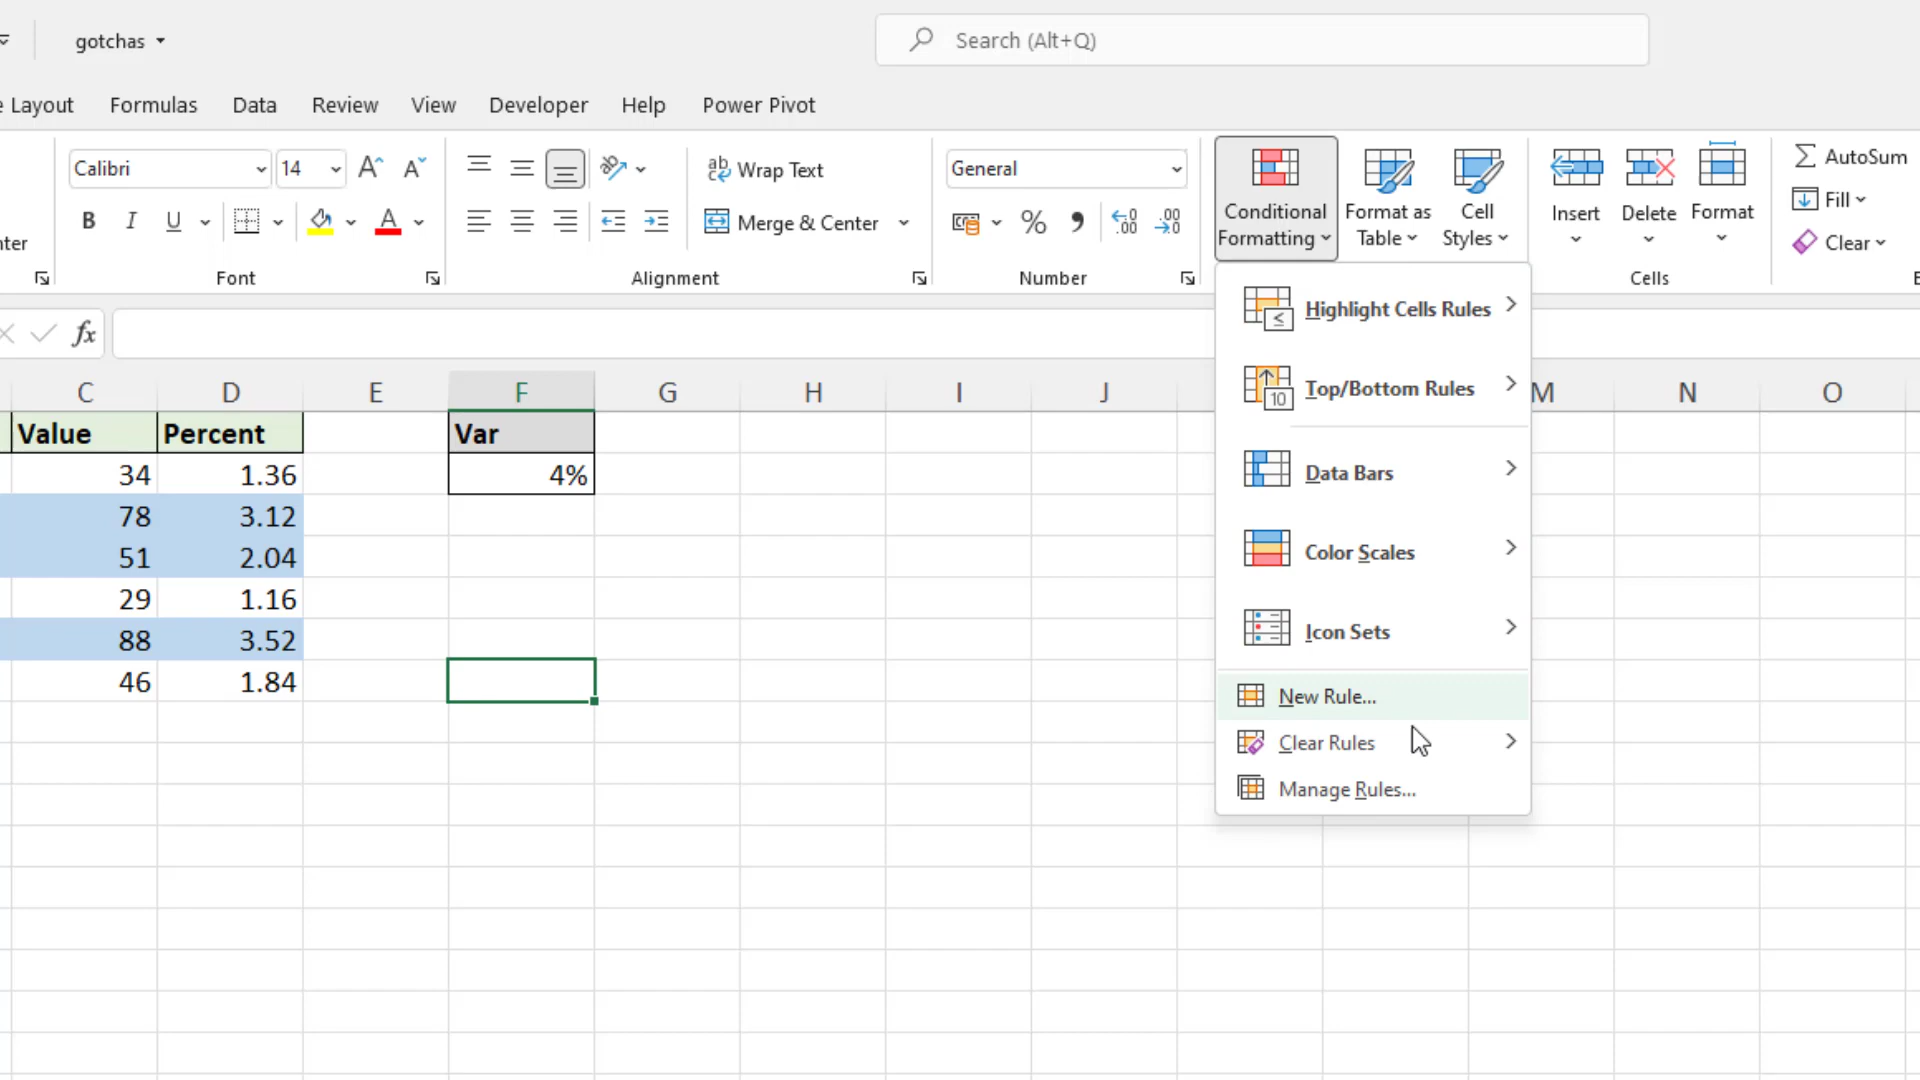 gotchas
Search (Alt+Q)
e Layout Formulas Data Review View Developer Help Power Pivot
Calibri 14 Wrap Text General Conditional Formatting Format as Table Cell Styles Insert Delete Format AutoSum
B I U A Merge & Center % Fill
nter Clear
Font Alignment Number Cells
fx
C D E F G H I J M N O
Value Percent Var
34 1.36 4%
78 3.12
51 2.04
29 1.16
88 3.52
46 1.84
Highlight Cells Rules
10 Top/Bottom Rules
Data Bars
Color Scales
Icon Sets
New Rule...
Clear Rules
Manage Rules...